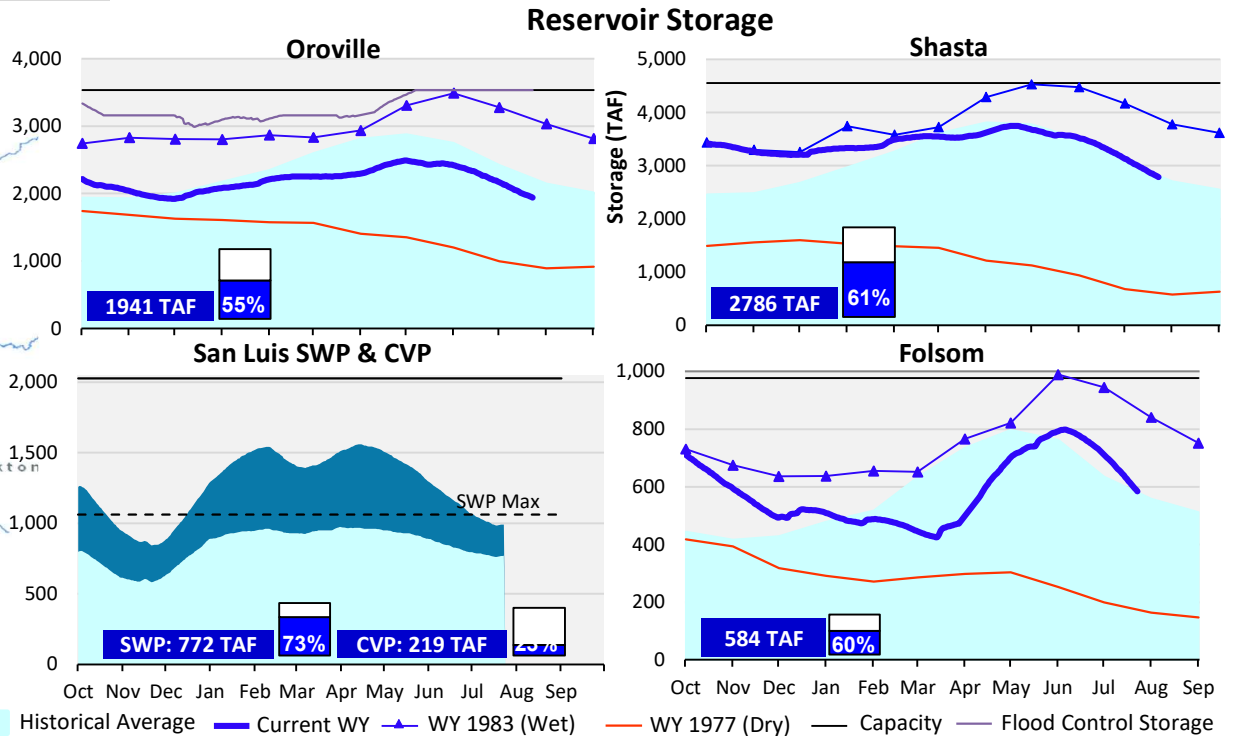 Reservoir Storage
Oroville
4,000
3,000
2,000
1,000
0
1941 TAF
55%
Shasta
Storage (TAF)
5,000
4,000
3,000
2,000
1,000
0
2786 TAF
61%
San Luis SWP & CVP
2,000
1,500
1,000
500
0
SWP Max
SWP: 772 TAF
73%
CVP: 219 TAF
Oct Nov Dec Jan Feb Mar Apr May Jun Jul Aug Sep
Folsom
1,000
800
600
400
200
0
584 TAF
60%
Oct Nov Dec Jan Feb Mar Apr May Jun Jul Aug Sep
Historical Average Current WY WY 1983 (Wet) WY 1977 (Dry) Capacity Flood Control Storage